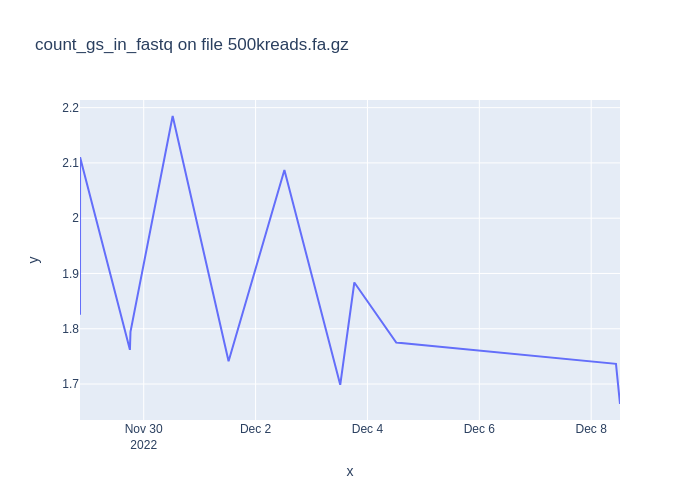 count_gs_in_fastq on file 500kreads.fa.gz
2.2
2.1
2
1.9
1.8
1.7
y
Nov 30
2022
Dec 2
Dec 4
Dec 6
Dec 8
x